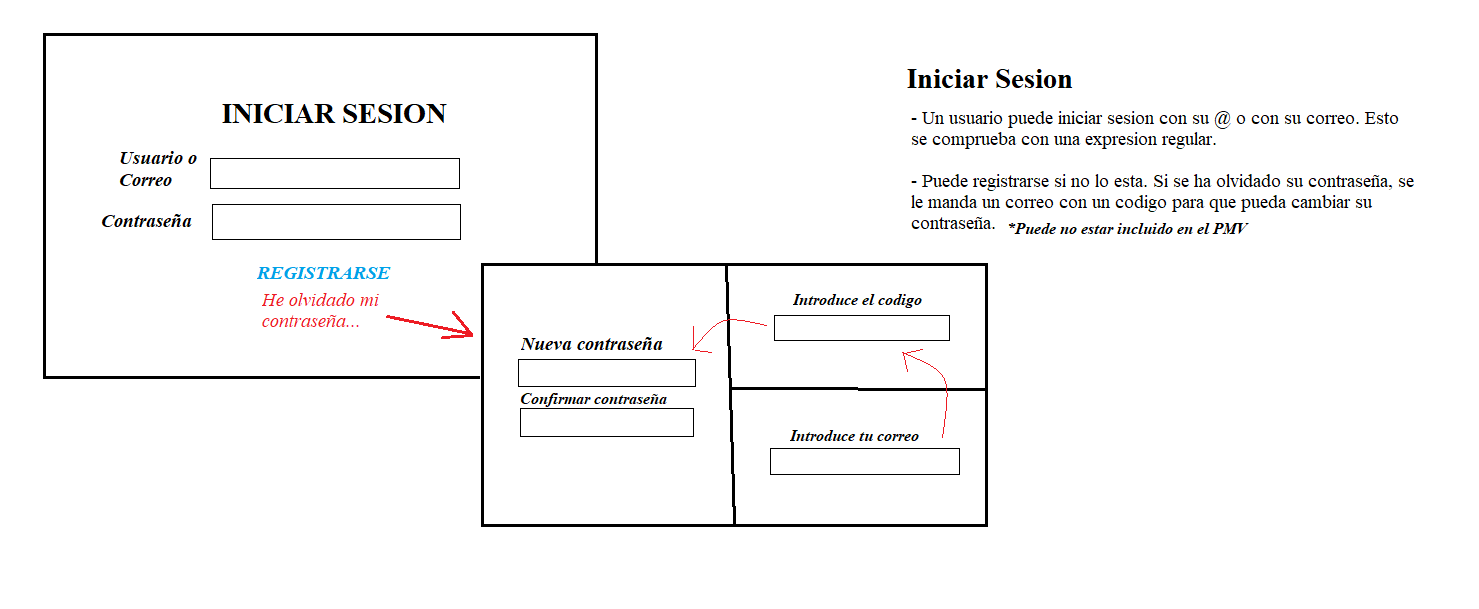 INICIAR SESION
Usuario o
Correo
Contraseña
REGISTRARSE
He olvidado mi
contraseña...
Iniciar Sesion
- Un usuario puede iniciar sesion con su @ o con su correo. Esto
se comprueba con una expresion regular.
- Puede registrarse si no lo esta. Si se ha olvidado su contraseña, se
le manda un correo con un codigo para que pueda cambiar su
contraseña. *Puede no estar incluido en el PMV
Nueva contraseña
Confirmar contraseña
Introduce el codigo
Introduce tu correo